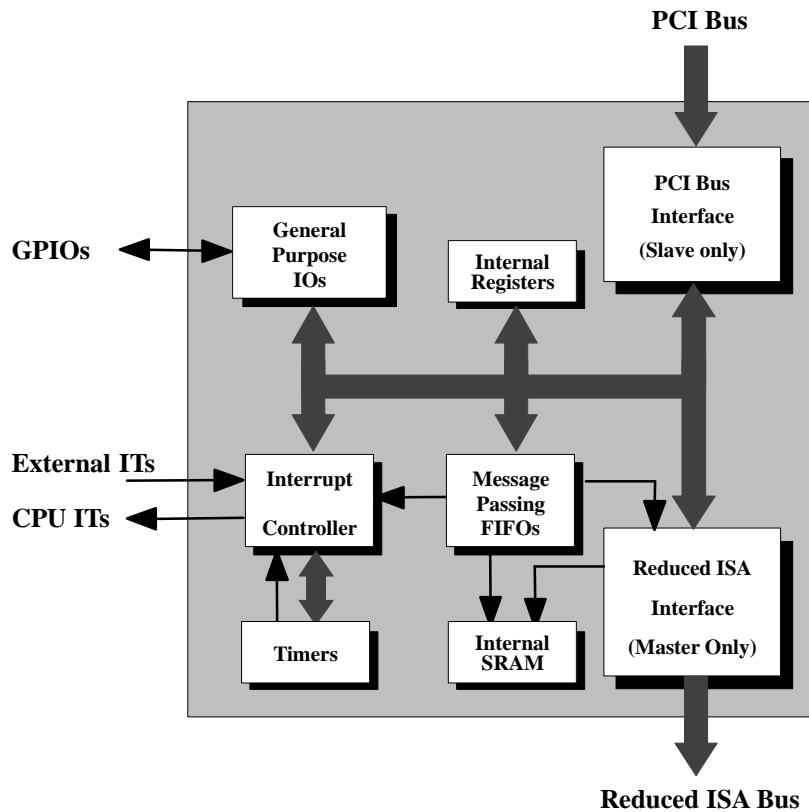 PCI Bus
PCI Bus
Interface
(Slave only)
General
Purpose
IOs
GPIOs
Internal
Registers
External ITs
CPU ITs
Interrupt
Controller
Message
Passing
FIFOs
Reduced ISA
Interface
(Master Only)
Timers
Internal
SRAM
Reduced ISA Bus